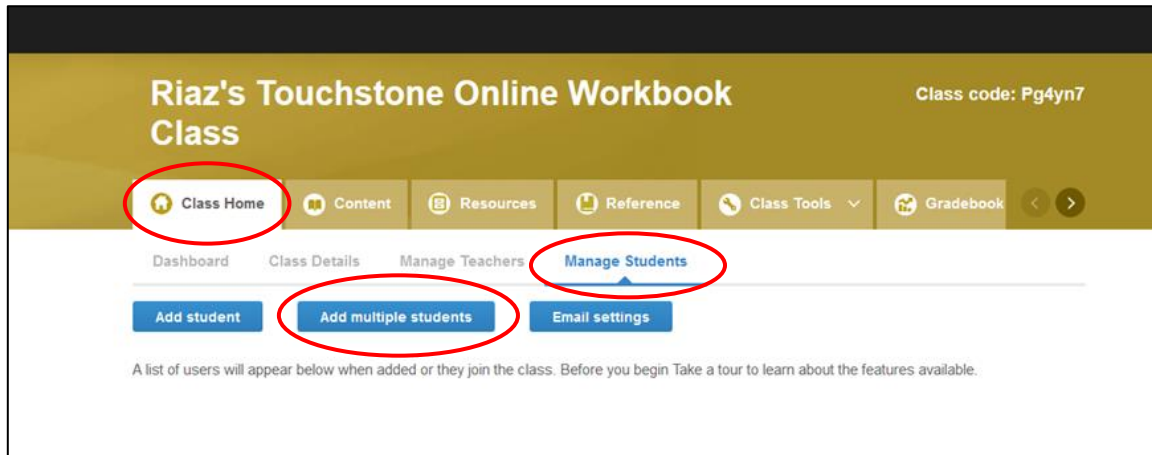 Riaz's Touchstone Online Workbook
Class
Class code: Pg4yn7
Class Home Content Resources Reference Class Tools Gradebook
Dashboard Class Details Manage Teachers Manage Students
Add student Add multiple students Email settings
A list of users will appear below when added or they join the class. Before you begin Take a tour to learn about the features available.